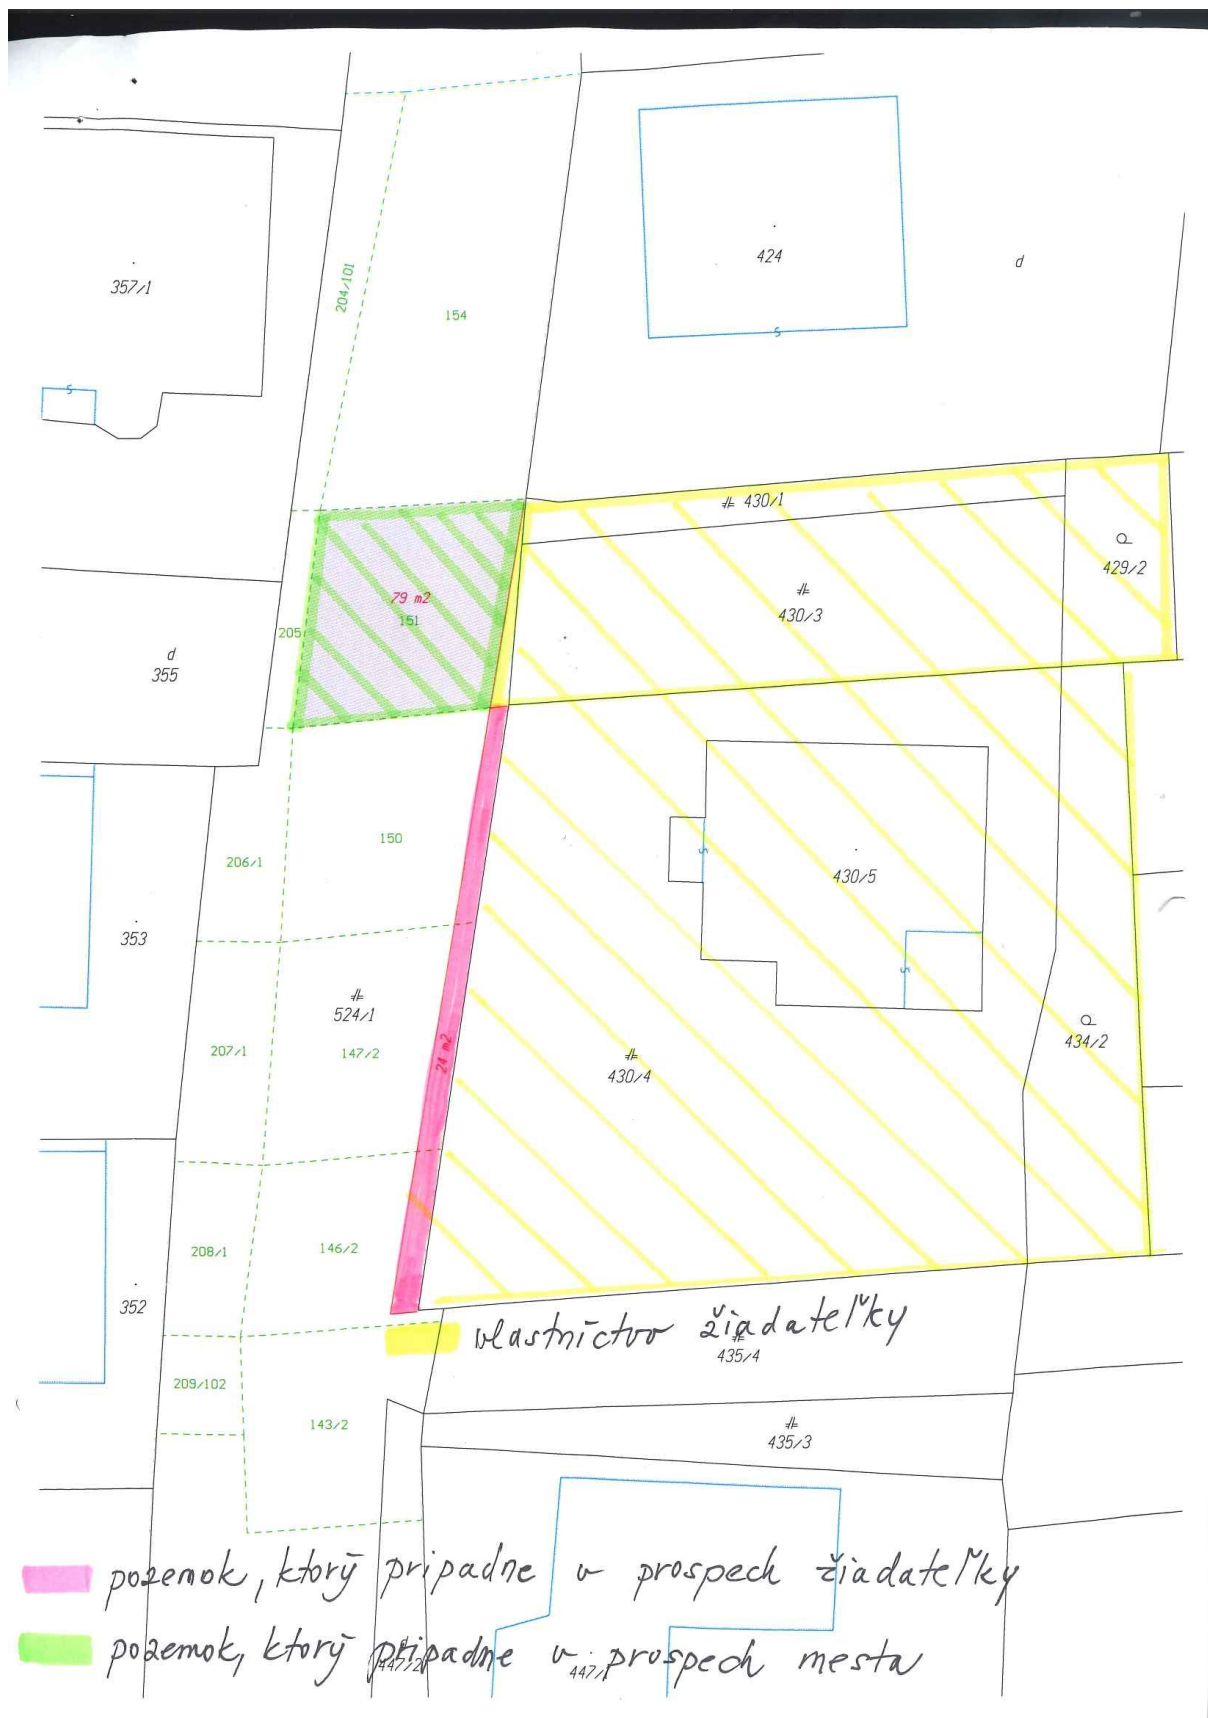 204/101
154
424
d
357/1
s
s
430/1
429/2
430/3
79 m2
151
205
d
355
150
206/1
s
430/5
353
s
524/1
147/2
207/1
24 m2
434/2
430/4
146/2
208/1
352
vlastníctvo žiadateľky
435/4
209/102
143/2
435/3
pozemok, ktorý pripadne v prospech žiadateľky
pozemok, ktorý pripadne v prospech mesta
447/2